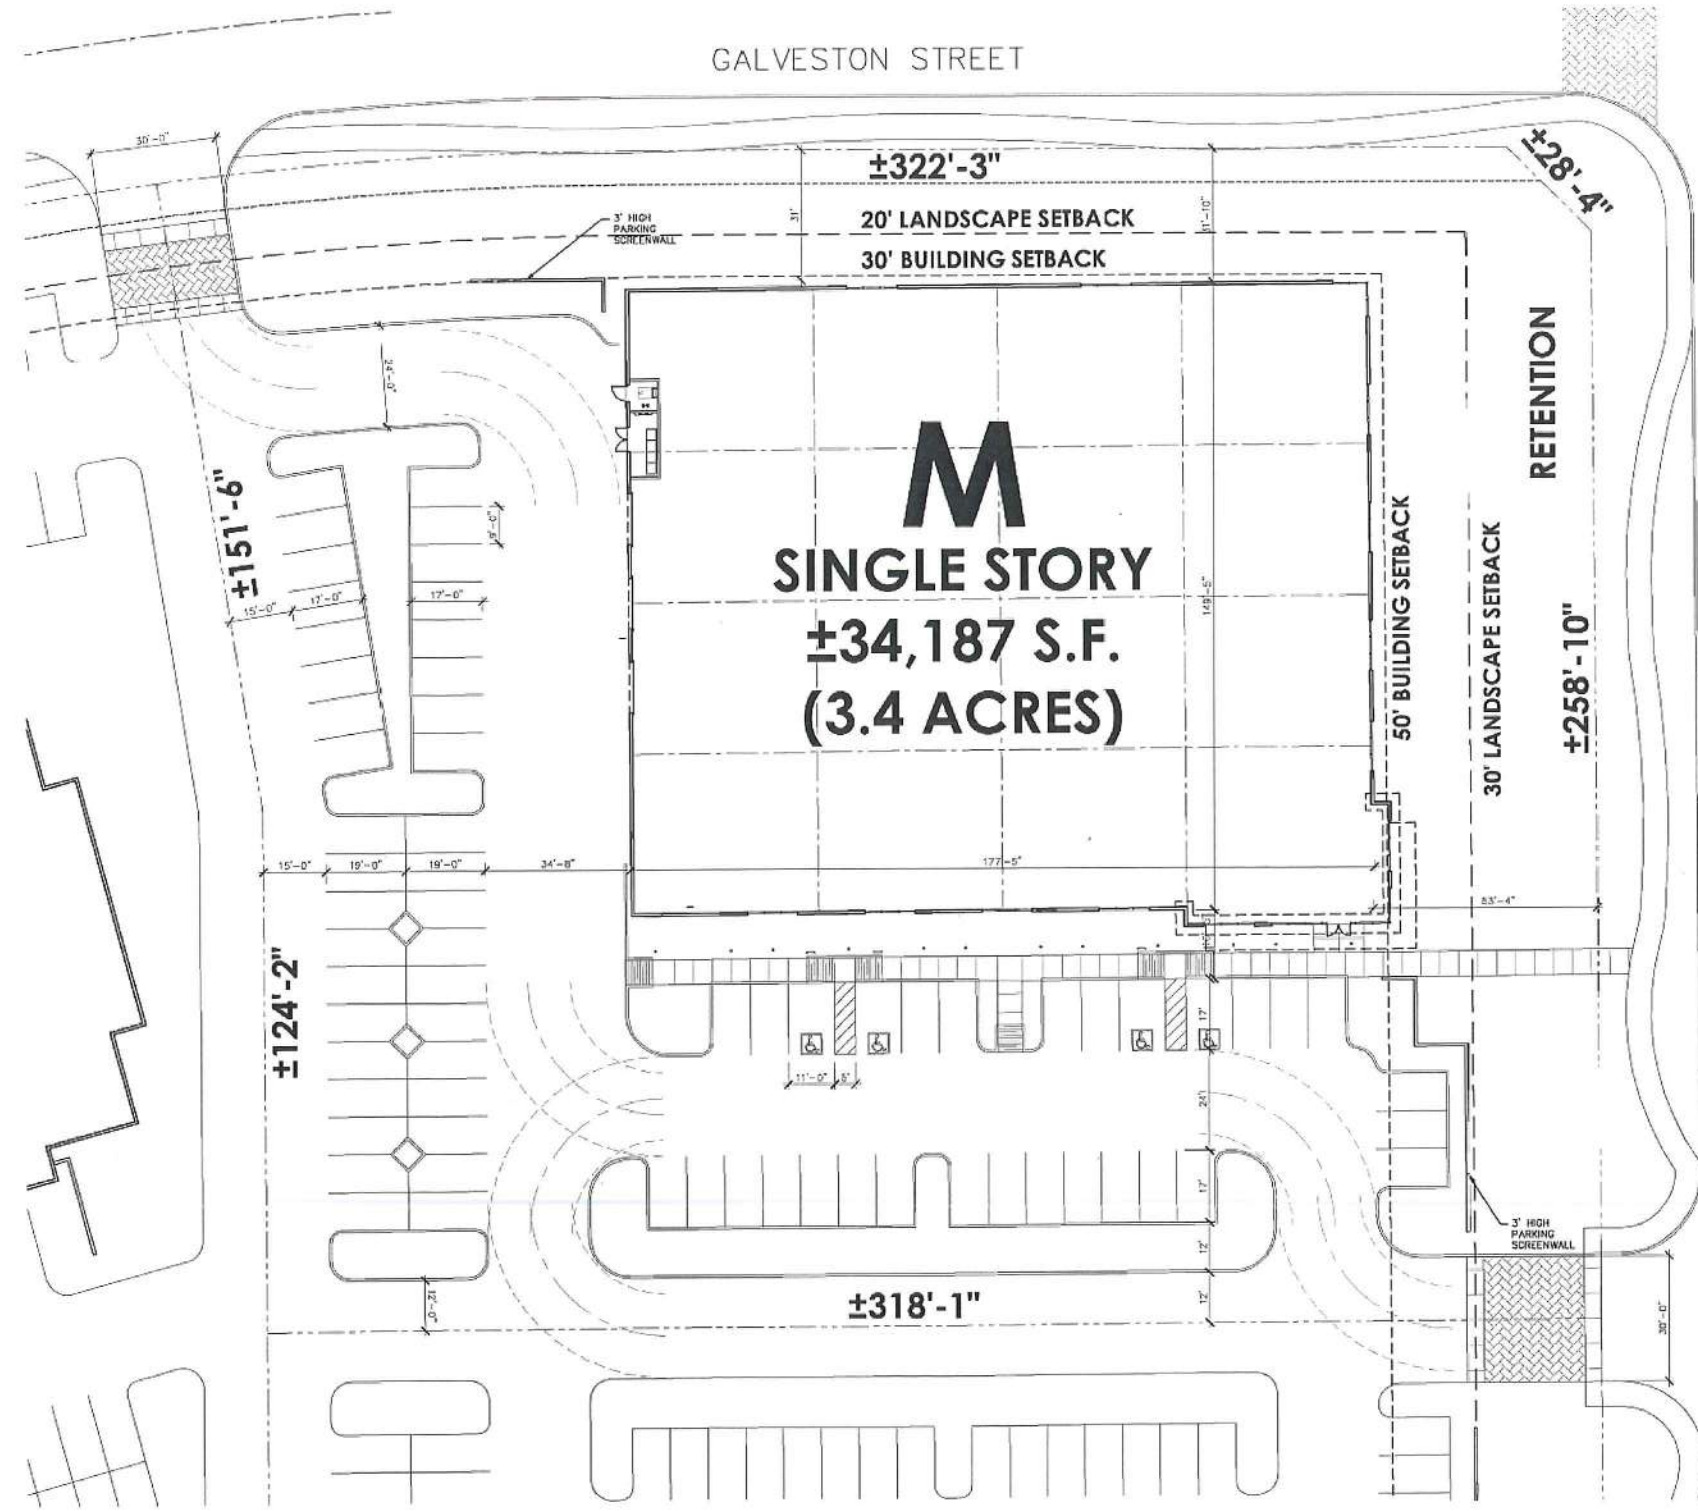 GALVESTON STREET
30'-0"
±322'-3"
±28'-4"
3' HIGH
PARKING
SCREENWALL
31'
20' LANDSCAPE SETBACK
30' BUILDING SETBACK
24'-0"
RETENTION
M
SINGLE STORY
±34,187 S.F.
(3.4 ACRES)
±151'-6"
15'-0"
17'-0"
17'-0"
149'-5"
50' BUILDING SETBACK
30' LANDSCAPE SETBACK
±258'-10"
15'-0"
19'-0"
19'-0"
34'-8"
177'-5"
±124'-2"
17'
11'-0"
24'
17'
12'
3' HIGH
PARKING
SCREENWALL
12'-0"
±318'-1"
12'
30'-0"